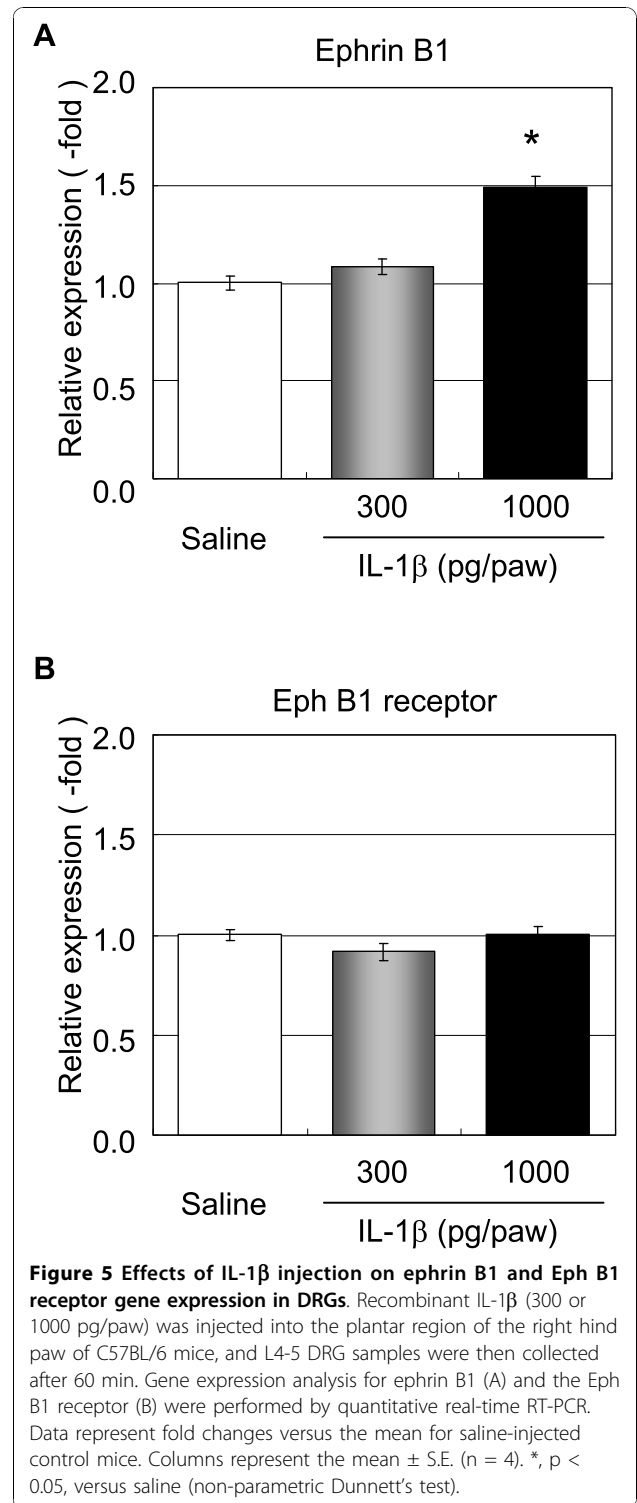 A
Ephrin B1
Relative expression ( -fold )
2.0
1.5
1.0
0.5
0.0
*
Saline
300
1000
IL-1β (pg/paw)
B
Eph B1 receptor
Relative expression ( -fold )
2.0
1.5
1.0
0.5
0.0
Saline
300
1000
IL-1β (pg/paw)
Figure 5 Effects of IL-1β injection on ephrin B1 and Eph B1
receptor gene expression in DRGs. Recombinant IL-1β (300 or
1000 pg/paw) was injected into the plantar region of the right hind
paw of C57BL/6 mice, and L4-5 DRG samples were then collected
after 60 min. Gene expression analysis for ephrin B1 (A) and the Eph
B1 receptor (B) were performed by quantitative real-time RT-PCR.
Data represent fold changes versus the mean for saline-injected
control mice. Columns represent the mean ± S.E. (n = 4). *, p <
0.05, versus saline (non-parametric Dunnett's test).